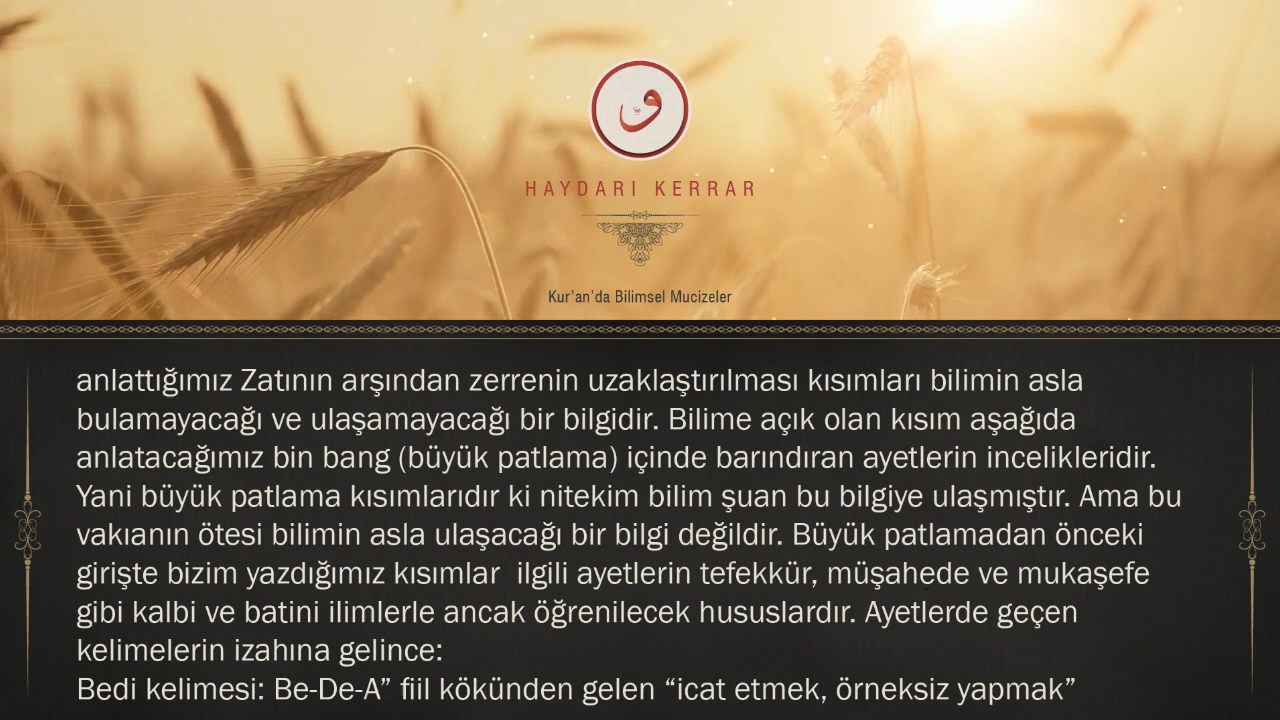 و
HAYDARI KERRAR
Kur’an’da Bilimsel Mucizeler
anlattığımız Zatının arşından zerrenin uzaklaştırılması kısımları bilimin asla
bulamayacağı ve ulaşamayacağı bir bilgidir. Bilime açık olan kısım aşağıda
anlatacağımız bin bang (büyük patlama) içinde barındıran ayetlerin incelikleridir.
Yani büyük patlama kısımlarıdır ki nitekim bilim şuan bu bilgiye ulaşmıştır. Ama bu
vakıanın ötesi bilimin asla ulaşacağı bir bilgi değildir. Büyük patlamadan önceki
girişte bizim yazdığımız kısımlar  ilgili ayetlerin tefekkür, müşahede ve mukaşefe
gibi kalbi ve batini ilimlerle ancak öğrenilecek hususlardır. Ayetlerde geçen
kelimelerin izahına gelince:
Bedi kelimesi: Be-De-A” fiil kökünden gelen “icat etmek, örneksiz yapmak”